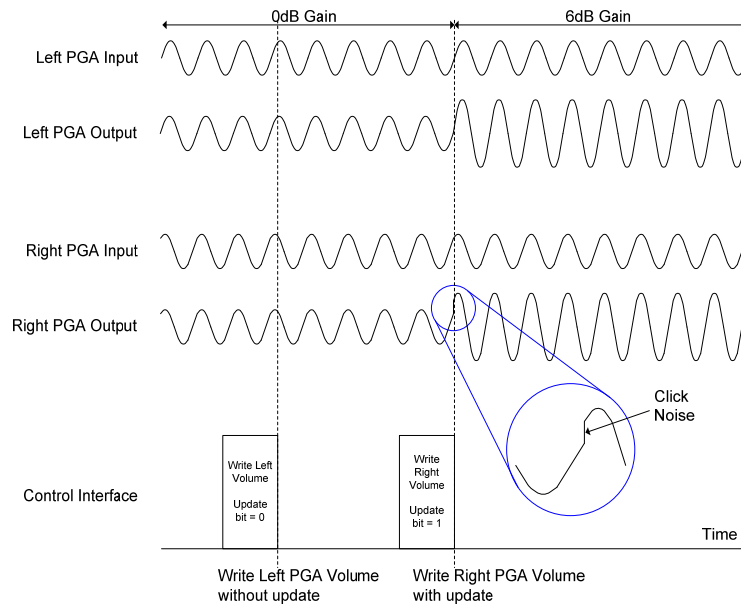 0dB Gain
6dB Gain
Left PGA Input
Left PGA Output
Right PGA Input
Right PGA Output
Click
Noise
Control Interface
Write Left
Volume
Update
bit = 0
Write
Right
Volume
Update
bit = 1
Time
Write Left PGA Volume
without update
Write Right PGA Volume
with update